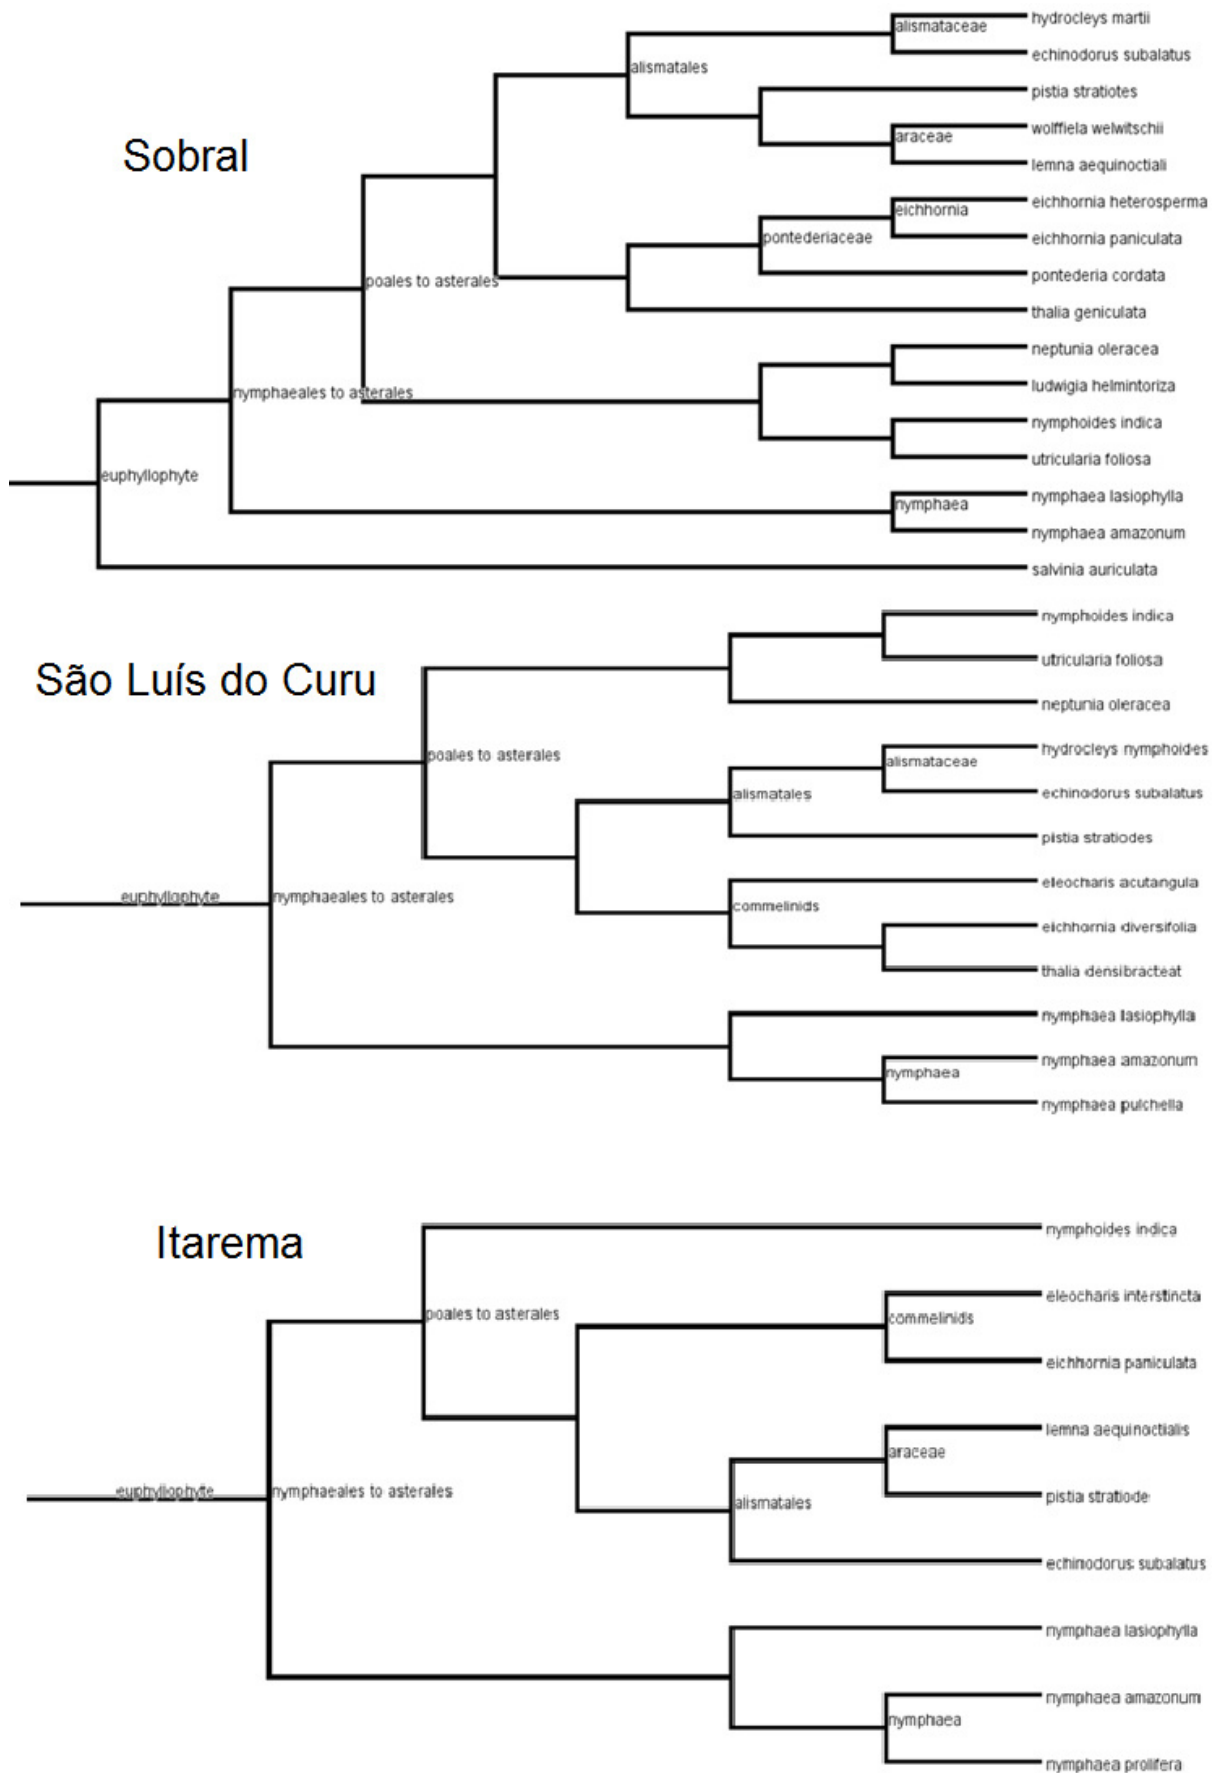 hydrocleys martii
alismataceae
echinodorus subalatus
alismatales
pistia stratiotes
Sobral
wolffiela welwitschii
araceae
lemna aequinoctiali
eichhornia heterosperma
eichhornia
pontederiaceae
eichhornia paniculata
pontederia cordata
poales to asterales
thalia geniculata
neptunia oleracea
nymphaeales to asterales
ludwigia helmintoriza
nymphoides indica
utricularia foliosa
euphyllophyte
nymphaea lasiophylla
nymphaea
nymphaea amazonum
salvinia auriculata
nymphoides indica
utricularia foliosa
São Luís do Curu
neptunia oleracea
hydrocleys nymphoides
poales to asterales
alismataceae
alismatales
echinodorus subalatus
pistia stratiodes
eleocharis acutangula
euphyllophyte
nymphaeales to asterales
commelinids
eichhornia diversifolia
thalia densibracteat
nymphaea lasiophylla
nymphaea amazonum
nymphaea
nymphaea pulchella
Itarema
nymphoides indica
eleocharis interstincta
poales to asterales
commelinids
eichhornia paniculata
lemna aequinoctialis
araceae
euphyllophyte
nymphaeales to asterales
pistia stratiode
alismatales
echinodorus subalatus
nymphaea lasiophylla
nymphaea amazonum
nymphaea
nymphaea prolifera